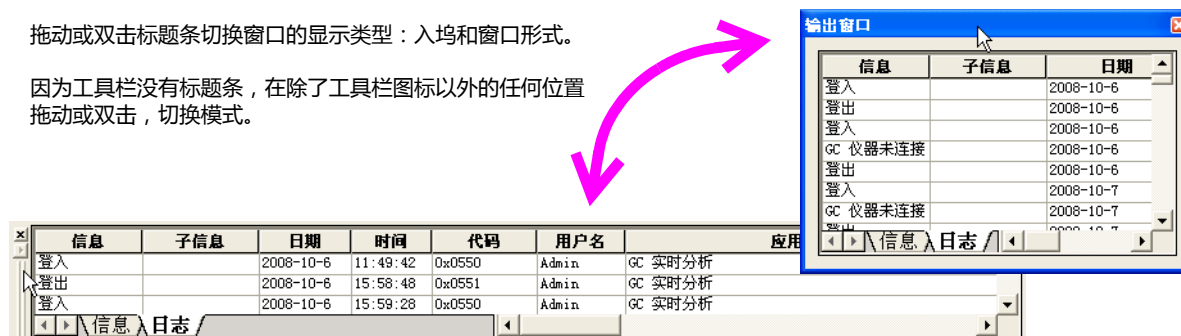 拖动或双击标题条切换窗口的显示类型：入坞和窗口形式。
因为工具栏没有标题条，在除了工具栏图标以外的任何位置
拖动或双击，切换模式。
输出窗口
信息 子信息 日期
登入 2008-10-6
登出 2008-10-6
登入 2008-10-6
GC 仪器未连接 2008-10-6
登出 2008-10-6
登入 2008-10-7
GC 仪器未连接 2008-10-7
信息 日志
信息 子信息 日期 时间 代码 用户名 应用
登入 2008-10-6 11:49:42 0x0550 Admin GC 实时分析
登出 2008-10-6 15:58:48 0x0551 Admin GC 实时分析
登入 2008-10-6 15:59:28 0x0550 Admin GC 实时分析
信息 日志